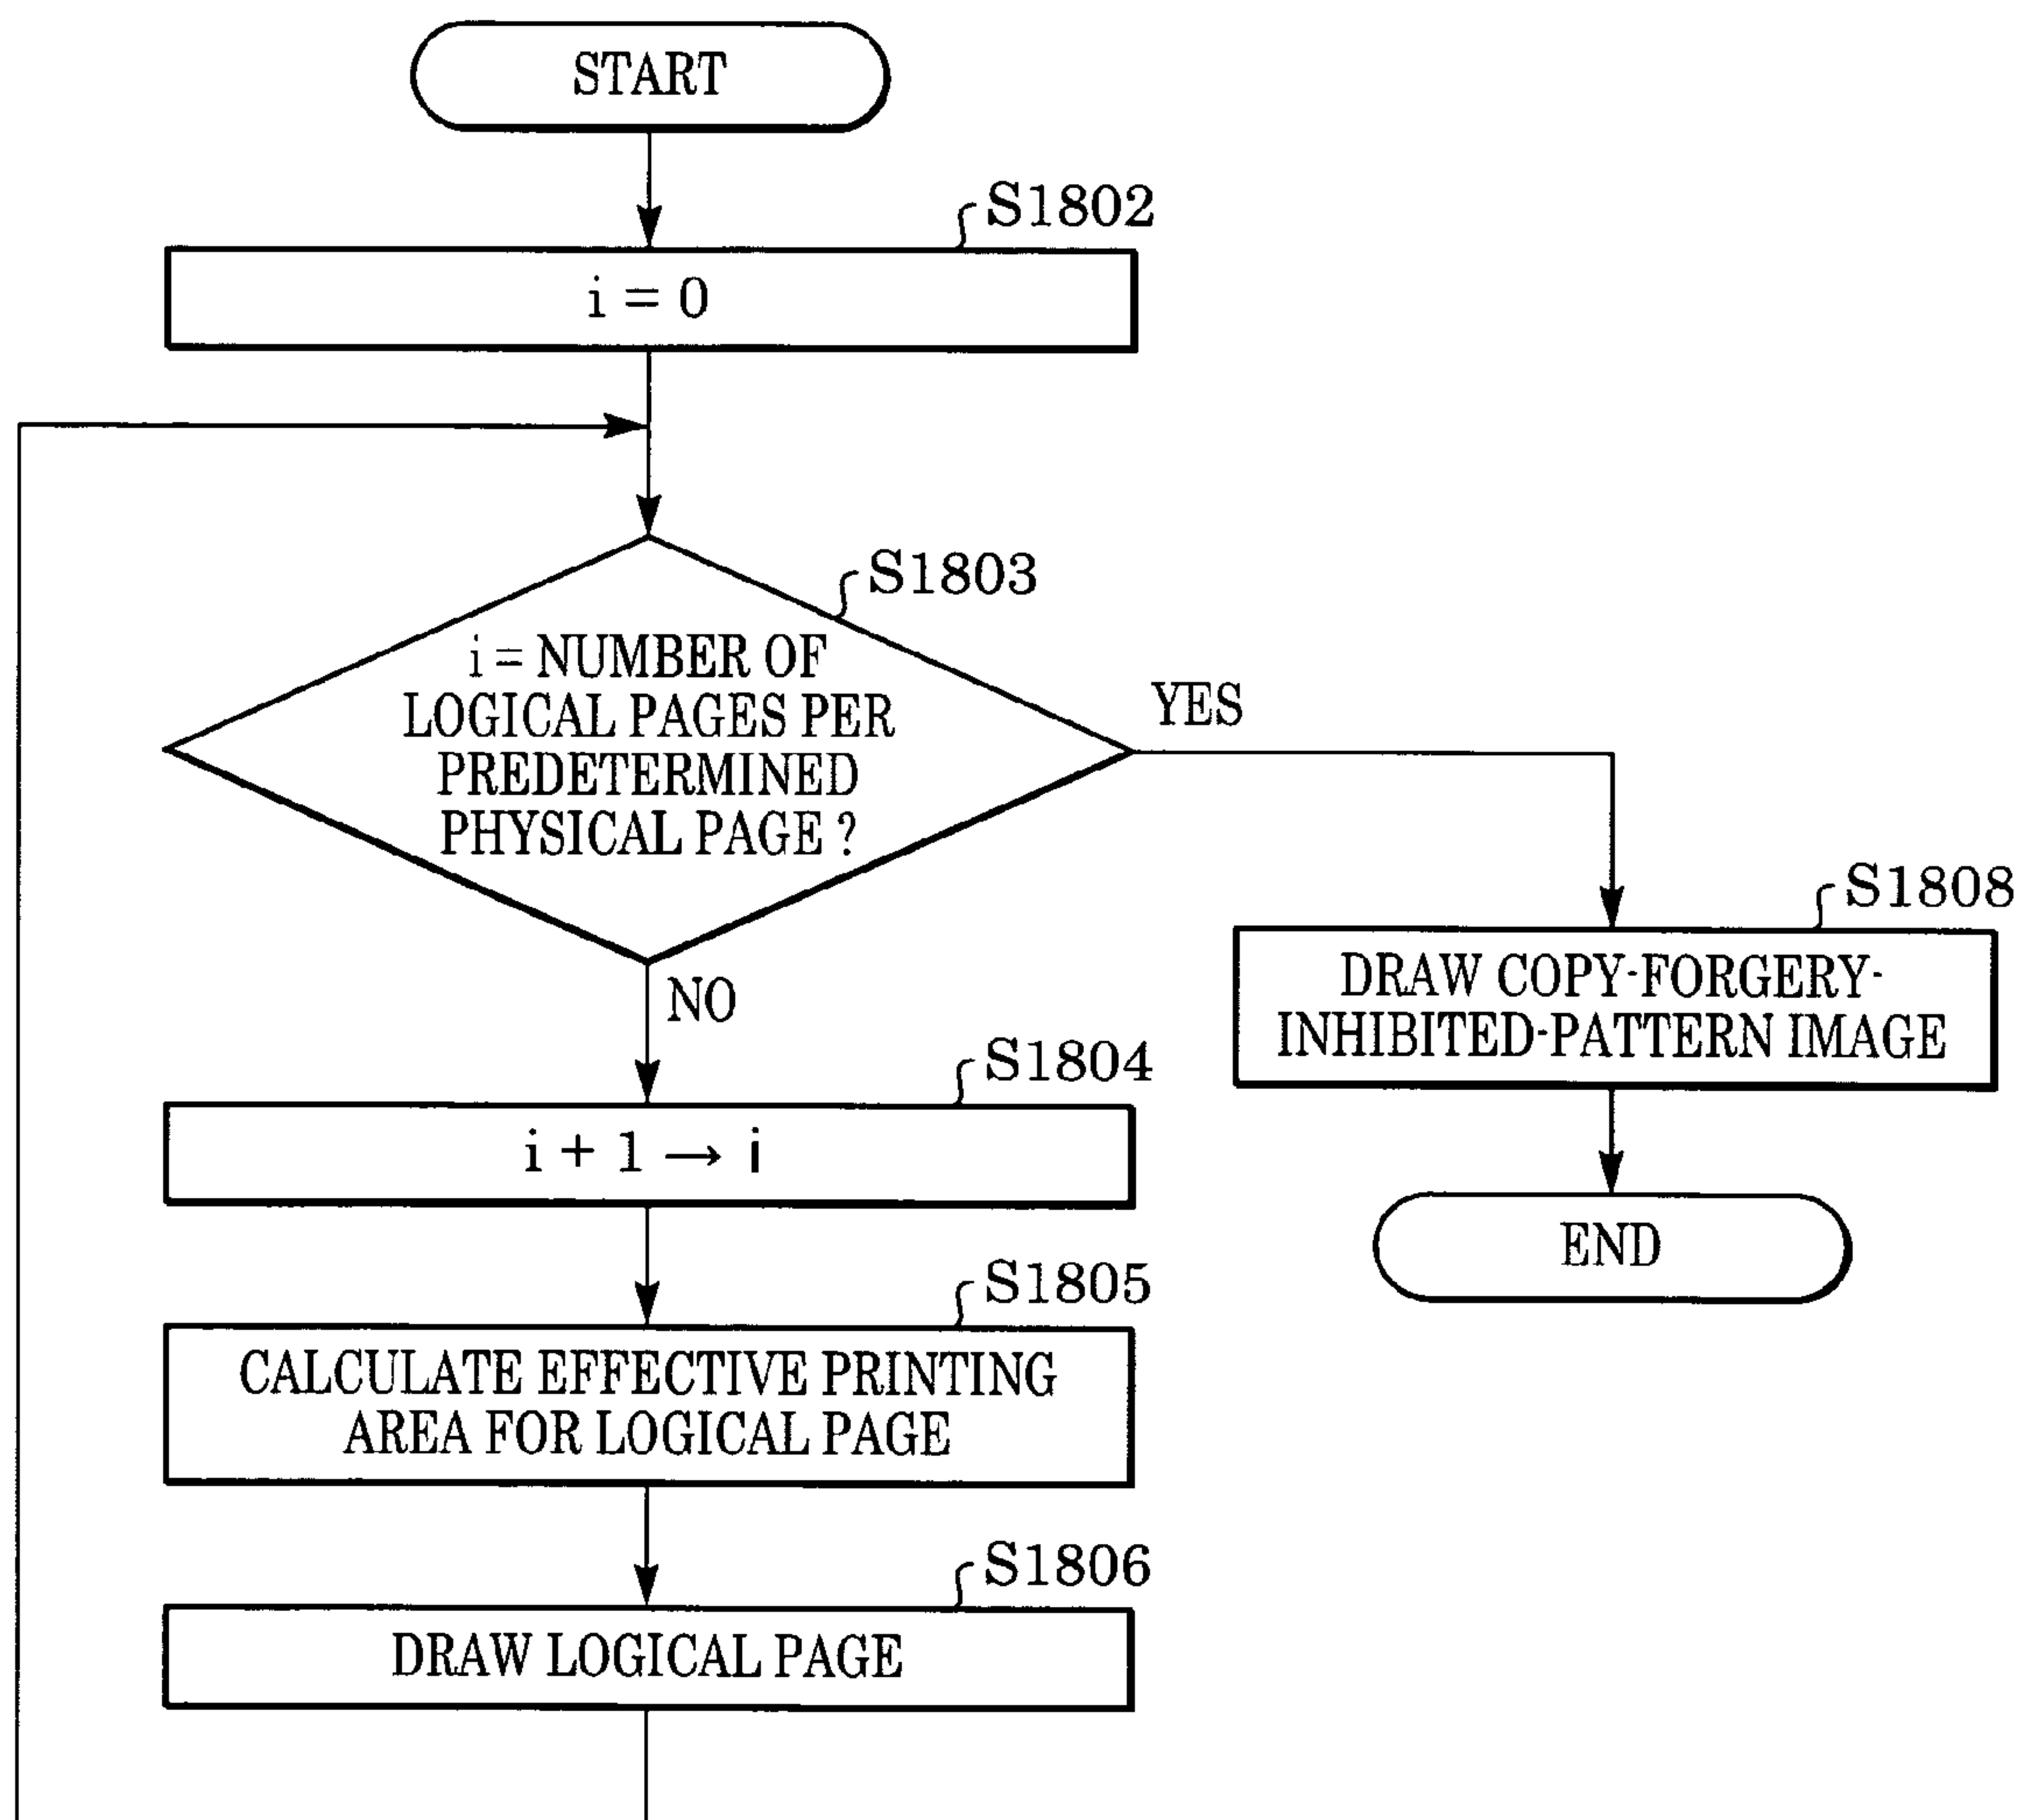 START
S1802
i = 0
S1803
i = NUMBER OF
LOGICAL PAGES PER
PREDETERMINED
PHYSICAL PAGE ?
YES
NO
S1808
DRAW COPY-FORGERY-
INHIBITED-PATTERN IMAGE
END
S1804
i + 1 → i
S1805
CALCULATE EFFECTIVE PRINTING
AREA FOR LOGICAL PAGE
S1806
DRAW LOGICAL PAGE